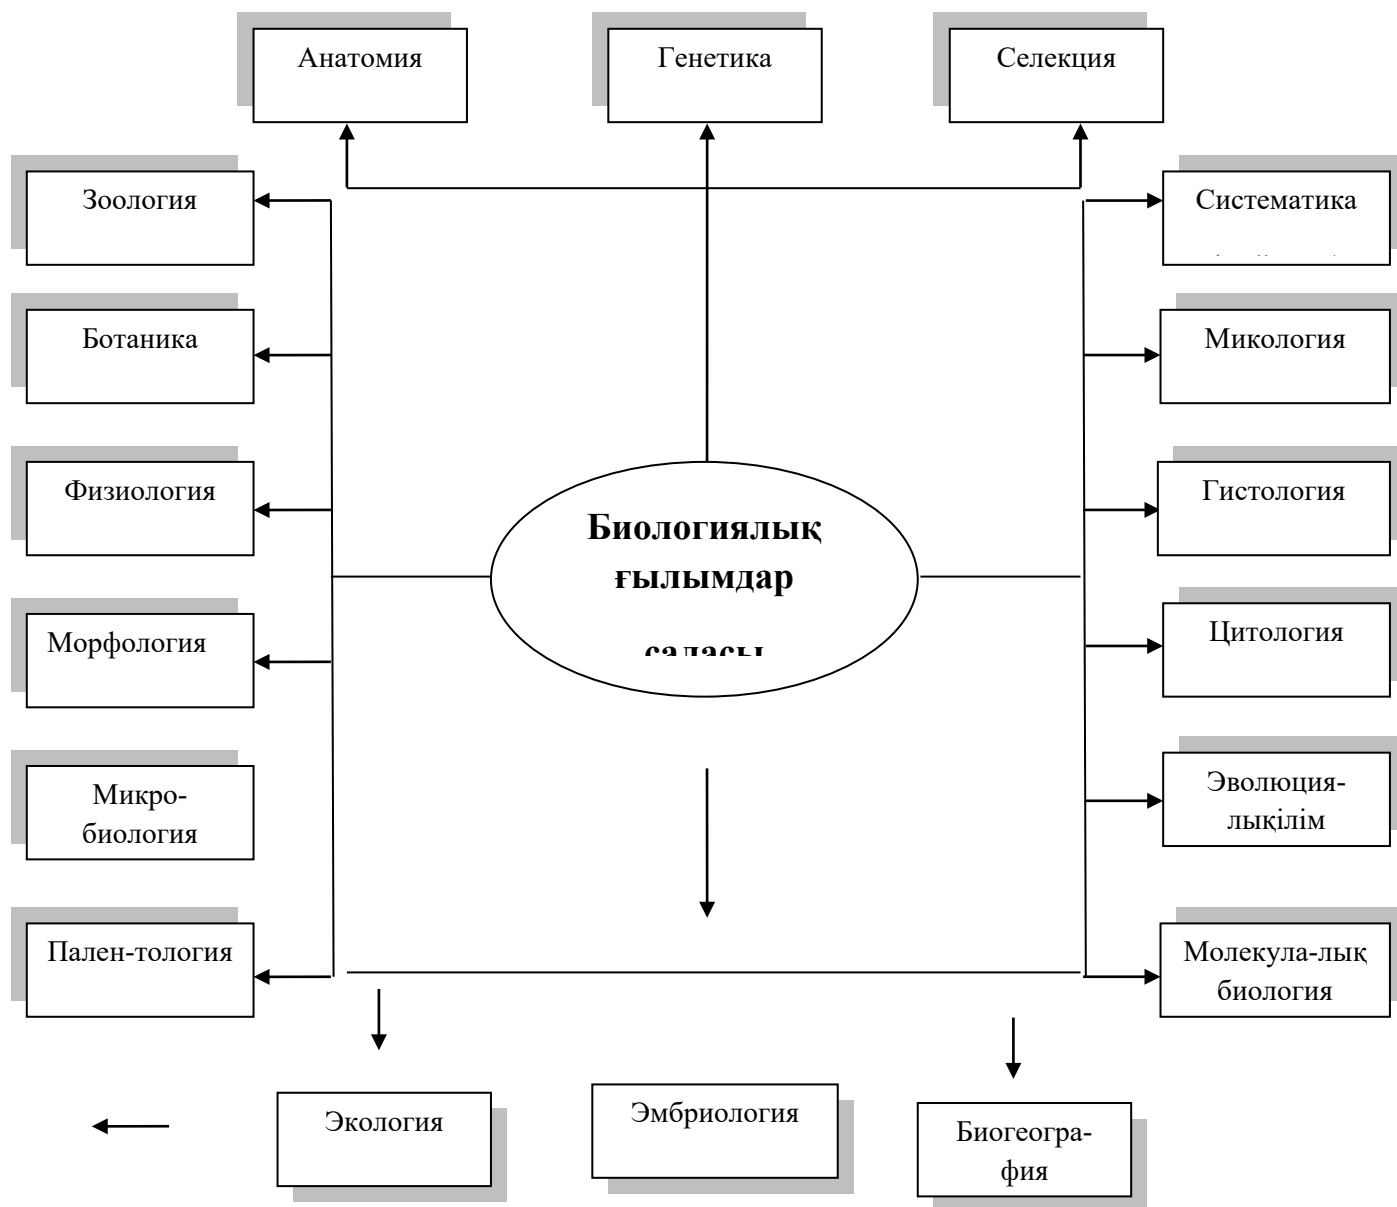 Анатомия
Генетика
Селекция
Зоология
Систематика
Ботаника
Микология
Физиология
Гистология
Биологиялық
ғылымдар
саласы
Морфология
Цитология
Микро-
биология
Эволюция-
лықілім
Пален-тология
Молекула-лық
биология
Экология
Эмбриология
Биогеогра-
фия